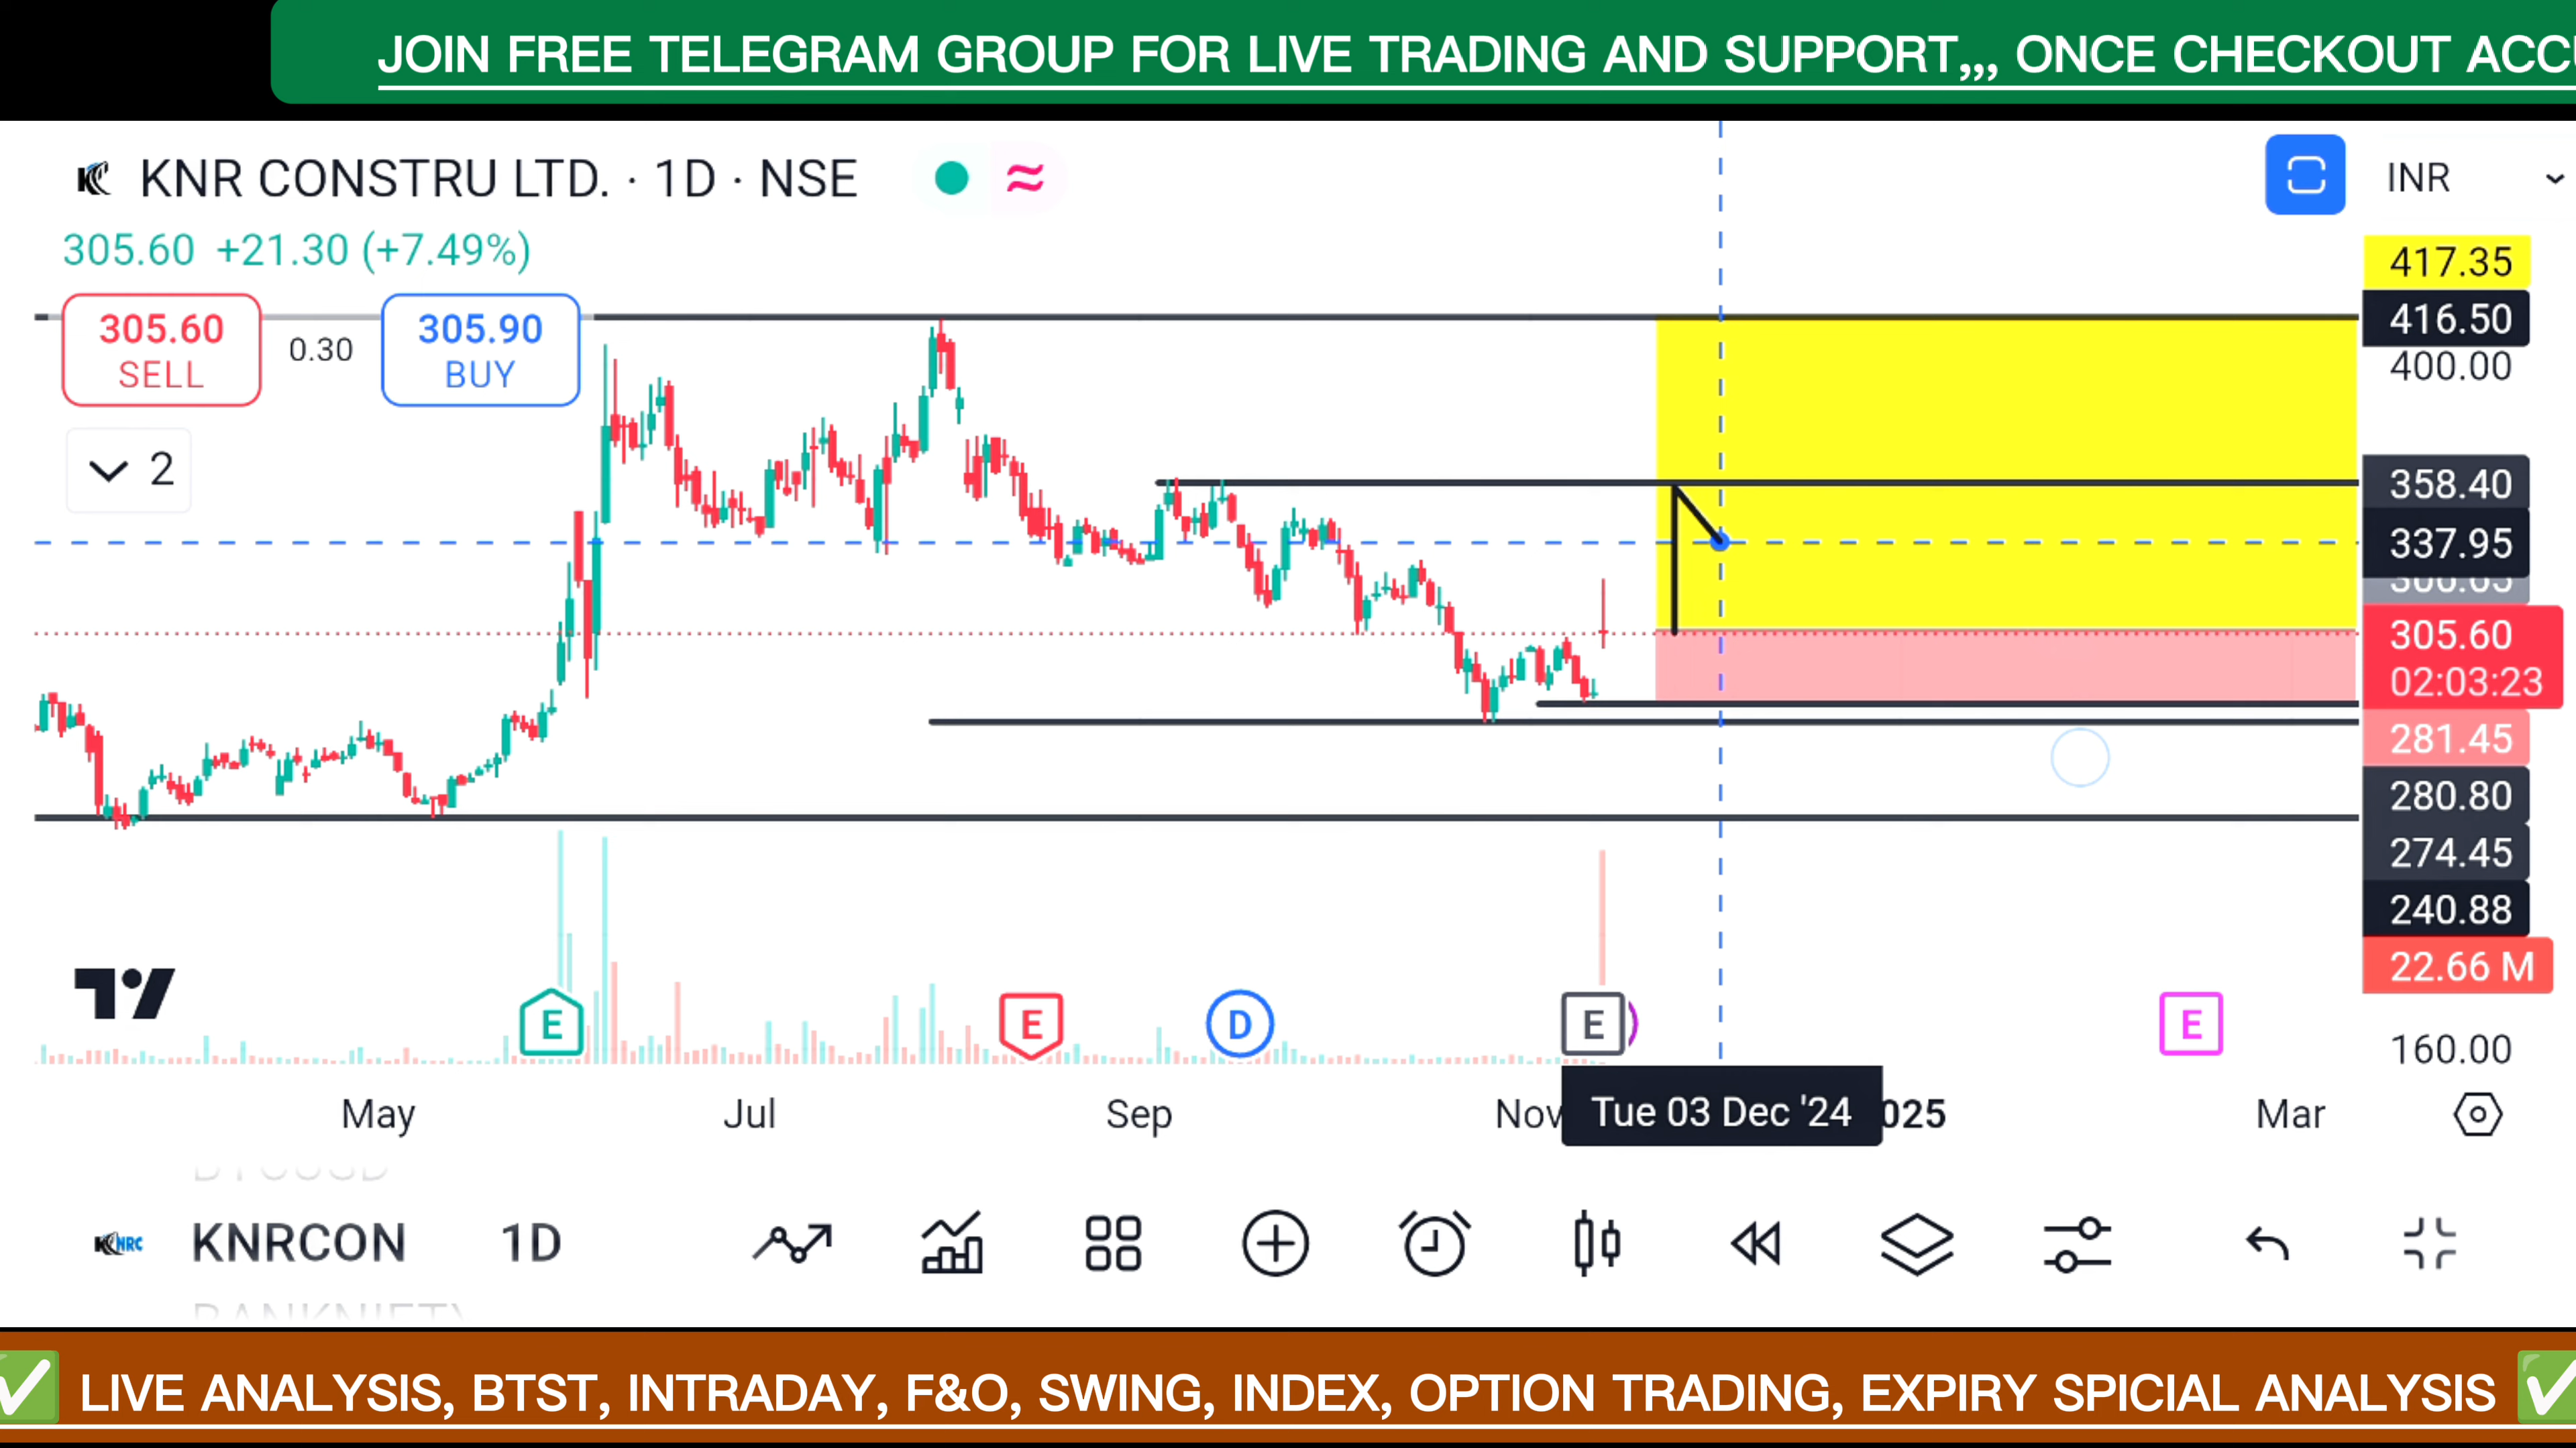 JOIN FREE TELEGRAM GROUP FOR LIVE TRADING AND SUPPORT,,, ONCE CHECKOUT
KNR CONSTRU LTD. · 1D · NSE
INR
305.60 +21.30 (+7.49%)
305.60
SELL
0.30
305.90
BUY
2
417.35
416.50
400.00
358.40
337.95
305.60
02:03:23
281.45
280.80
274.45
240.88
22.66 M
160.00
E
E
D
E
E
May
Jul
Sep
Nov
Tue 03 Dec '24
025
Mar
KNRCON
1D
✅ LIVE ANALYSIS, BTST, INTRADAY, F&O, SWING, INDEX, OPTION TRADING, EXPIRY SPICIAL ANALYSIS ✅